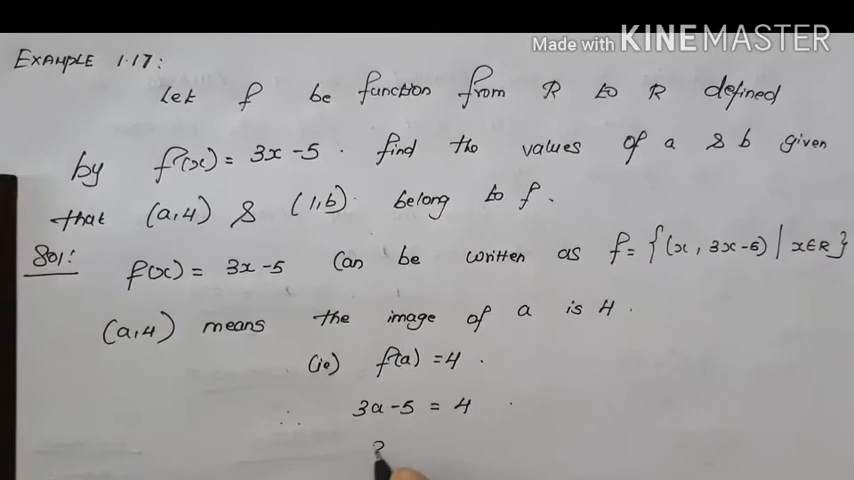 Made with KINEMASTER
EXAMPLE 1.17:
Let f be function from R to R defined
by f(x) = 3x - 5. find the values of a & b given
that (a,4) & (1,b) belong to f.
Sol: f(x) = 3x - 5 Can be written as f = {(x, 3x-5) | x∈R}
(a,4) means the image of a is 4.
(ie) f(a) = 4.
∴ 3a - 5 = 4